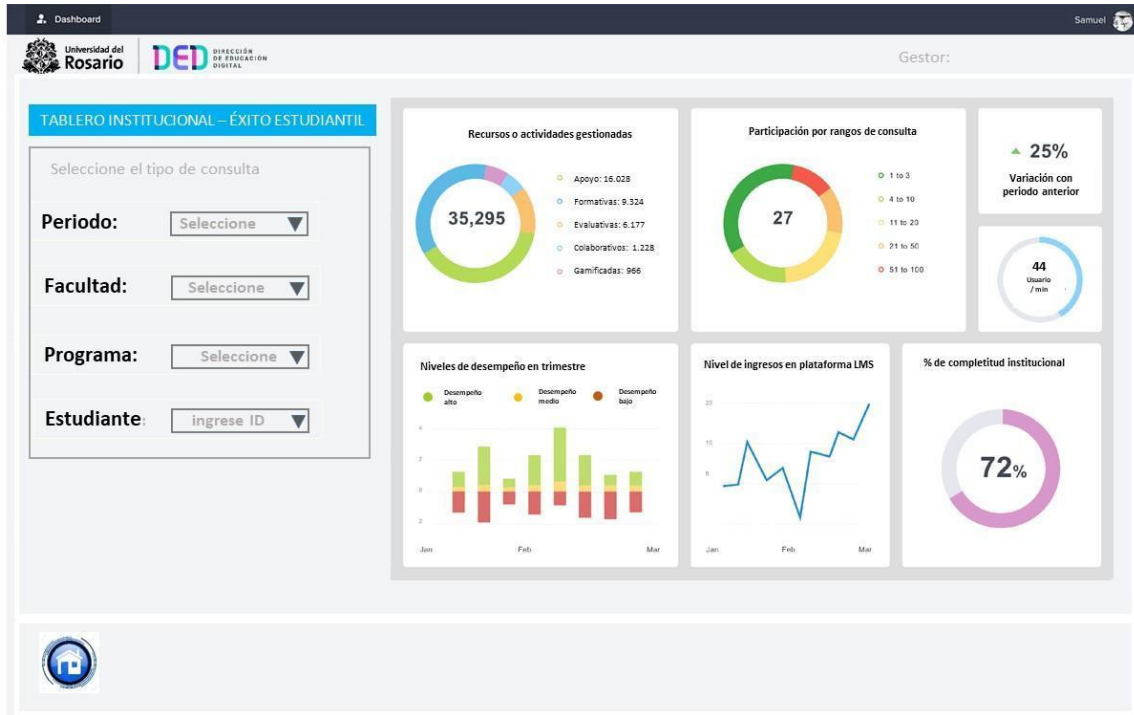 Dashboard
Samuel
Universidad del
Rosario
DED
DIRECCIÓN
DE EDUCACIÓN
DIGITAL
Gestor:
TABLERO INSTITUCIONAL – ÉXITO ESTUDIANTIL
Seleccione el tipo de consulta
Periodo:
Seleccione
Facultad:
Seleccione
Programa:
Seleccione
Estudiante:
ingrese ID
Recursos o actividades gestionadas
35,295
Apoyo: 16.028
Formativas: 9.324
Evaluativas: 6.177
Colaborativos: 1.228
Gamificadas: 966
Participación por rangos de consulta
27
1 to 3
4 to 10
11 to 20
21 to 50
51 to 100
25%
Variación con
periodo anterior
44
Usuario
/ min
Niveles de desempeño en trimestre
Desempeño
alto
Desempeño
medio
Desempeño
bajo
4
2
0
2
Jan
Feb
Mar
Nivel de ingresos en plataforma LMS
Jan
Feb
Mar
% de completitud institucional
72%